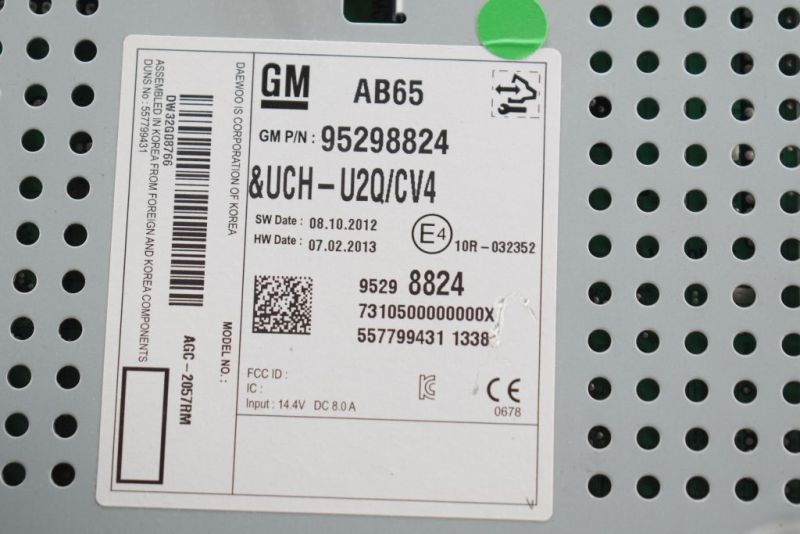 GM AB65
GM P/N : 95298824
&UCH-U2Q/CV4
SW Date : 08.10.2012
HW Date : 07.02.2013
E4 10R-032352
9529 8824
7310500000000X
557799431 1338
FCC ID :
IC :
Input : 14.4V DC 8.0 A
CE
0678
DAEWOO IS CORPORATION OF KOREA
MODEL NO. :
DW32G08766
AGC-2057RM
ASSEMBLED IN KOREA FROM FOREIGN AND KOREA COMPONENTS
DUNS No : 557799431